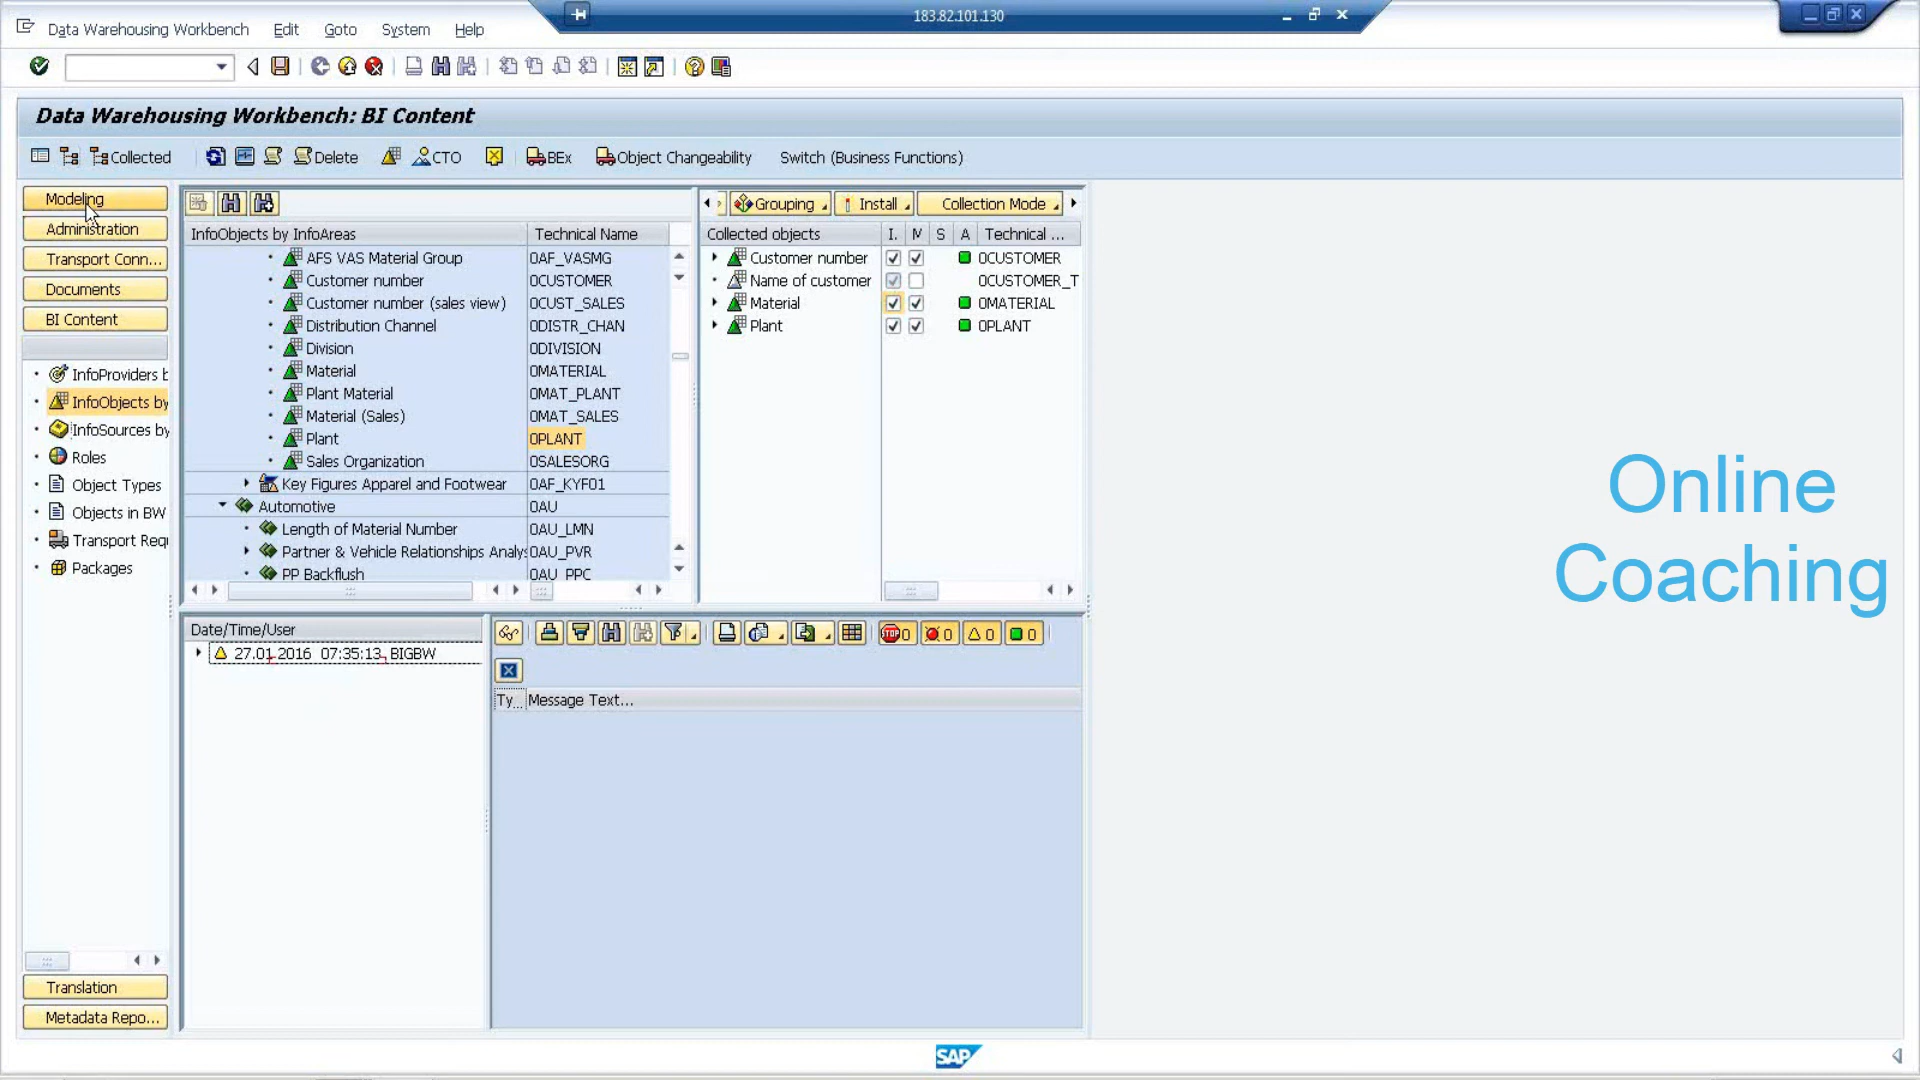 183.82.101.130
Data Warehousing Workbench Edit Goto System Help
Data Warehousing Workbench: BI Content
Collected Delete CTO BEx Object Changeability Switch (Business Functions)
Modeling
Administration
Transport Conn...
Documents
BI Content
InfoProviders b
InfoObjects by
InfoSources by
Roles
Object Types
Objects in BW
Transport Requ
Packages
Translation
Metadata Repo...
InfoObjects by InfoAreas Technical Name
AFS VAS Material Group 0AF_VASMG
Customer number 0CUSTOMER
Customer number (sales view) 0CUST_SALES
Distribution Channel 0DISTR_CHAN
Division 0DIVISION
Material 0MATERIAL
Plant Material 0MAT_PLANT
Material (Sales) 0MAT_SALES
Plant 0PLANT
Sales Organization 0SALESORG
Key Figures Apparel and Footwear 0AF_KYF01
Automotive 0AU
Length of Material Number 0AU_LMN
Partner & Vehicle Relationships Analys 0AU_PVR
PP Backflush 0AU_PPC
Grouping Install Collection Mode
Collected objects I. M S A Technical ...
Customer number 0CUSTOMER
Name of customer 0CUSTOMER_T
Material 0MATERIAL
Plant 0PLANT
Date/Time/User
27.01.2016 07:35:13 BIGBW
STOP 0 0 0 0
Ty... Message Text...
Online
Coaching
SAP